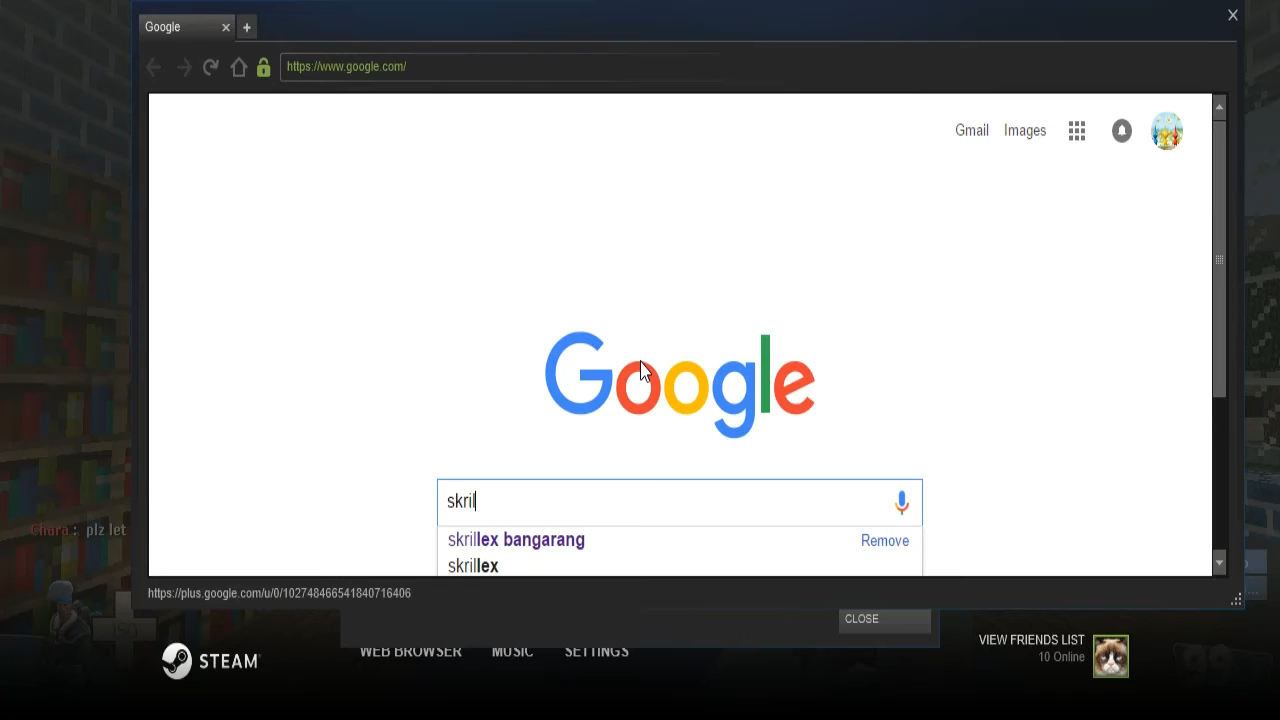 Google
https://www.google.com/
Gmail Images
Google
skril
skrillex bangarang Remove
skrillex
Chara : plz let
https://plus.google.com/u/0/102748466541840716406
CLOSE
STEAM
WEB BROWSER MUSIC SETTINGS
VIEW FRIENDS LIST
10 Online